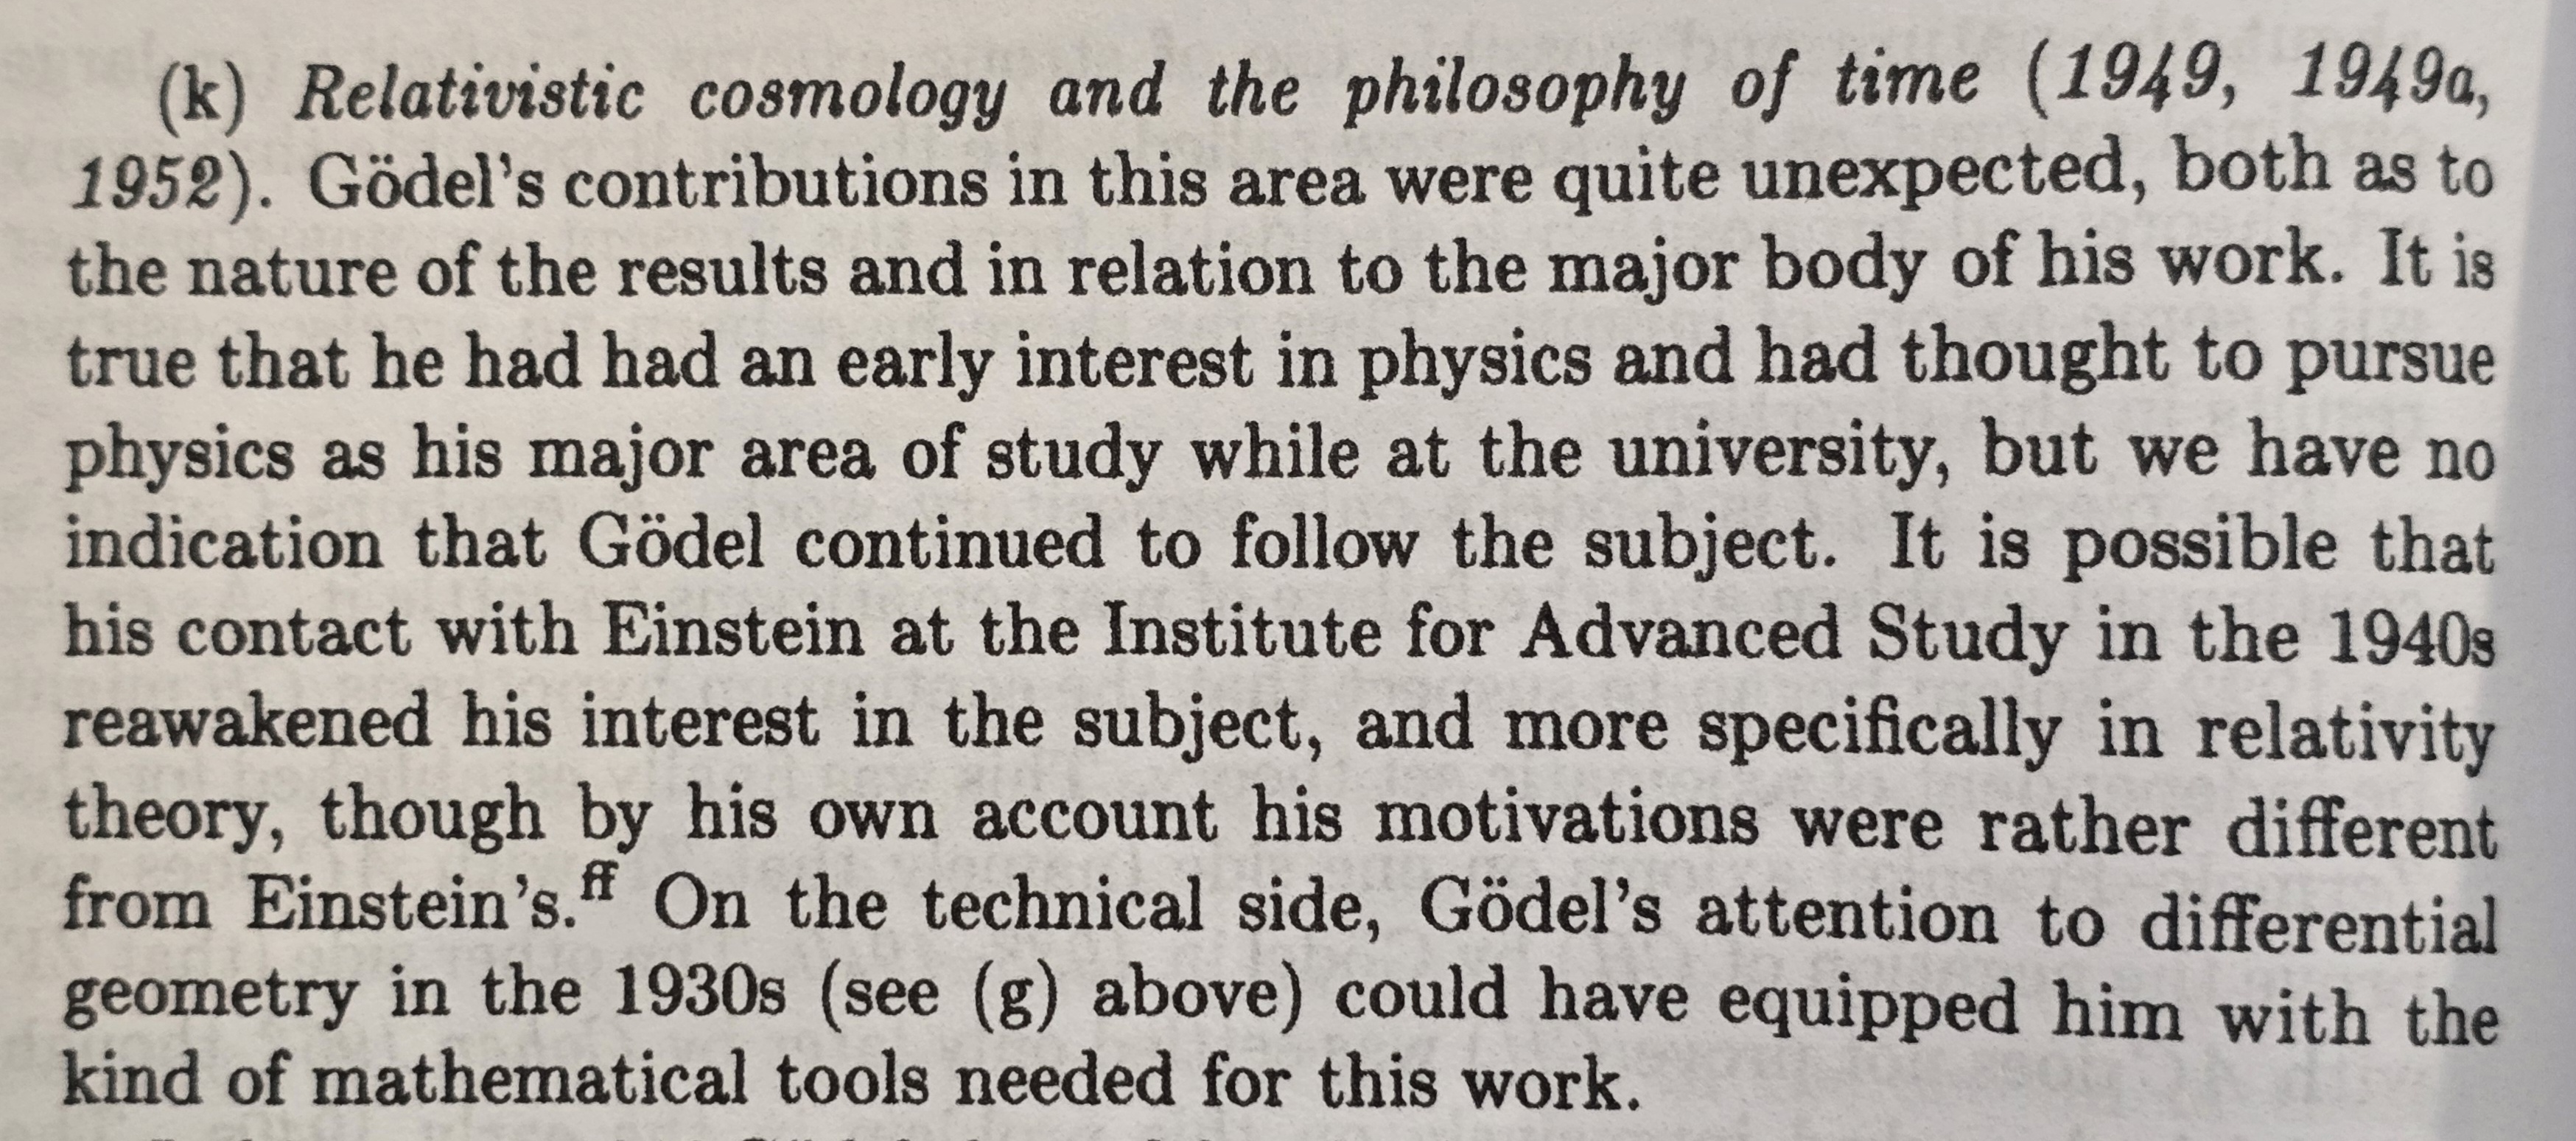 (k) Relativistic cosmology and the philosophy of time (1949, 1949a,
1952). Gödel's contributions in this area were quite unexpected, both as to
the nature of the results and in relation to the major body of his work. It is
true that he had had an early interest in physics and had thought to pursue
physics as his major area of study while at the university, but we have no
indication that Gödel continued to follow the subject. It is possible that
his contact with Einstein at the Institute for Advanced Study in the 1940s
reawakened his interest in the subject, and more specifically in relativity
theory, though by his own account his motivations were rather different
from Einstein's.ff On the technical side, Gödel's attention to differential
geometry in the 1930s (see (g) above) could have equipped him with the
kind of mathematical tools needed for this work.